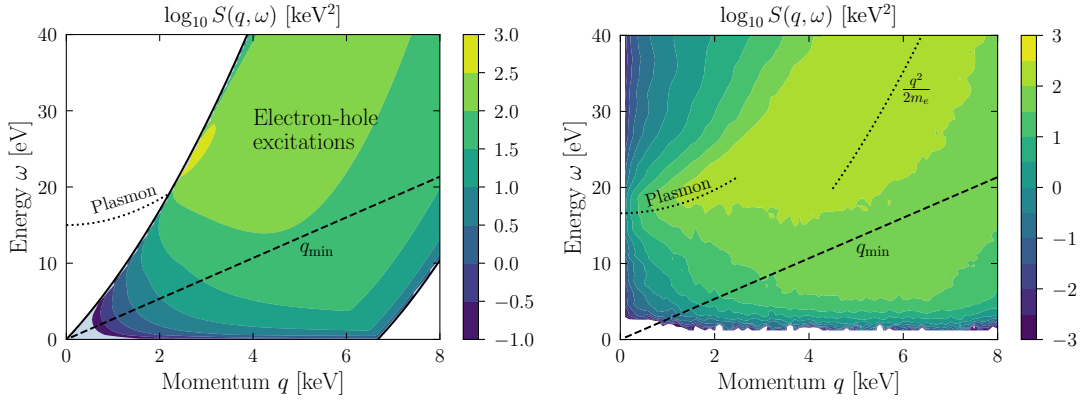 log₁₀ S(q, ω) [keV²]
40
30
20
10
0
Energy ω [eV]
Electron-hole
excitations
Plasmon
q_min
0
2
4
6
8
Momentum q [keV]
3.0
2.5
2.0
1.5
1.0
0.5
0.0
−0.5
−1.0
log₁₀ S(q, ω) [keV²]
40
30
20
10
0
Energy ω [eV]
q²/2mₑ
Plasmon
q_min
0
2
4
6
8
Momentum q [keV]
3
2
1
0
−1
−2
−3